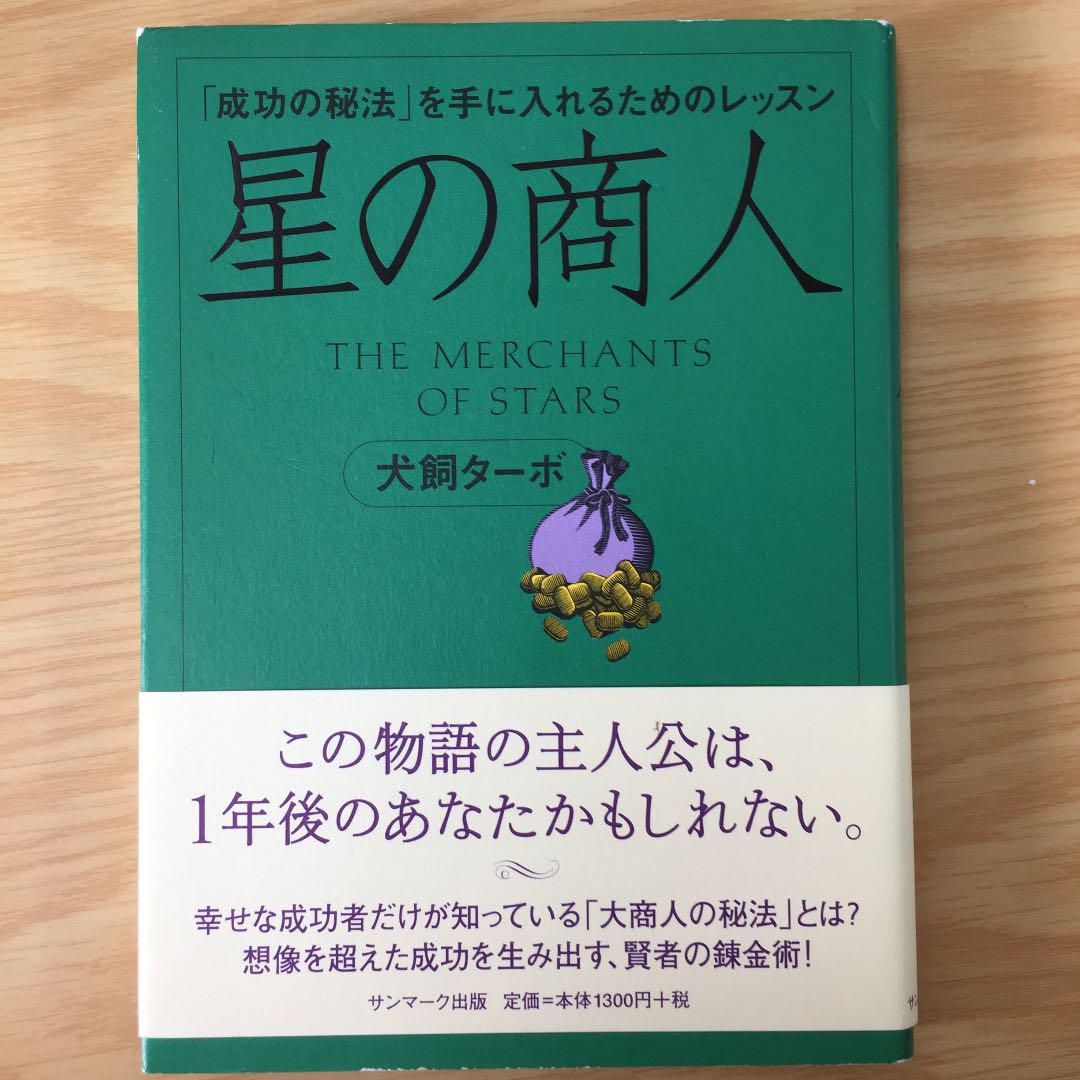 「成功の秘法」を手に入れるためのレッスン
星の商人
THE MERCHANTS
OF STARS
犬飼ターボ
この物語の主人公は、
1年後のあなたかもしれない。
幸せな成功者だけが知っている「大商人の秘法」とは?
想像を超えた成功を生み出す、賢者の錬金術!
サンマーク出版 定価=本体1300円+税